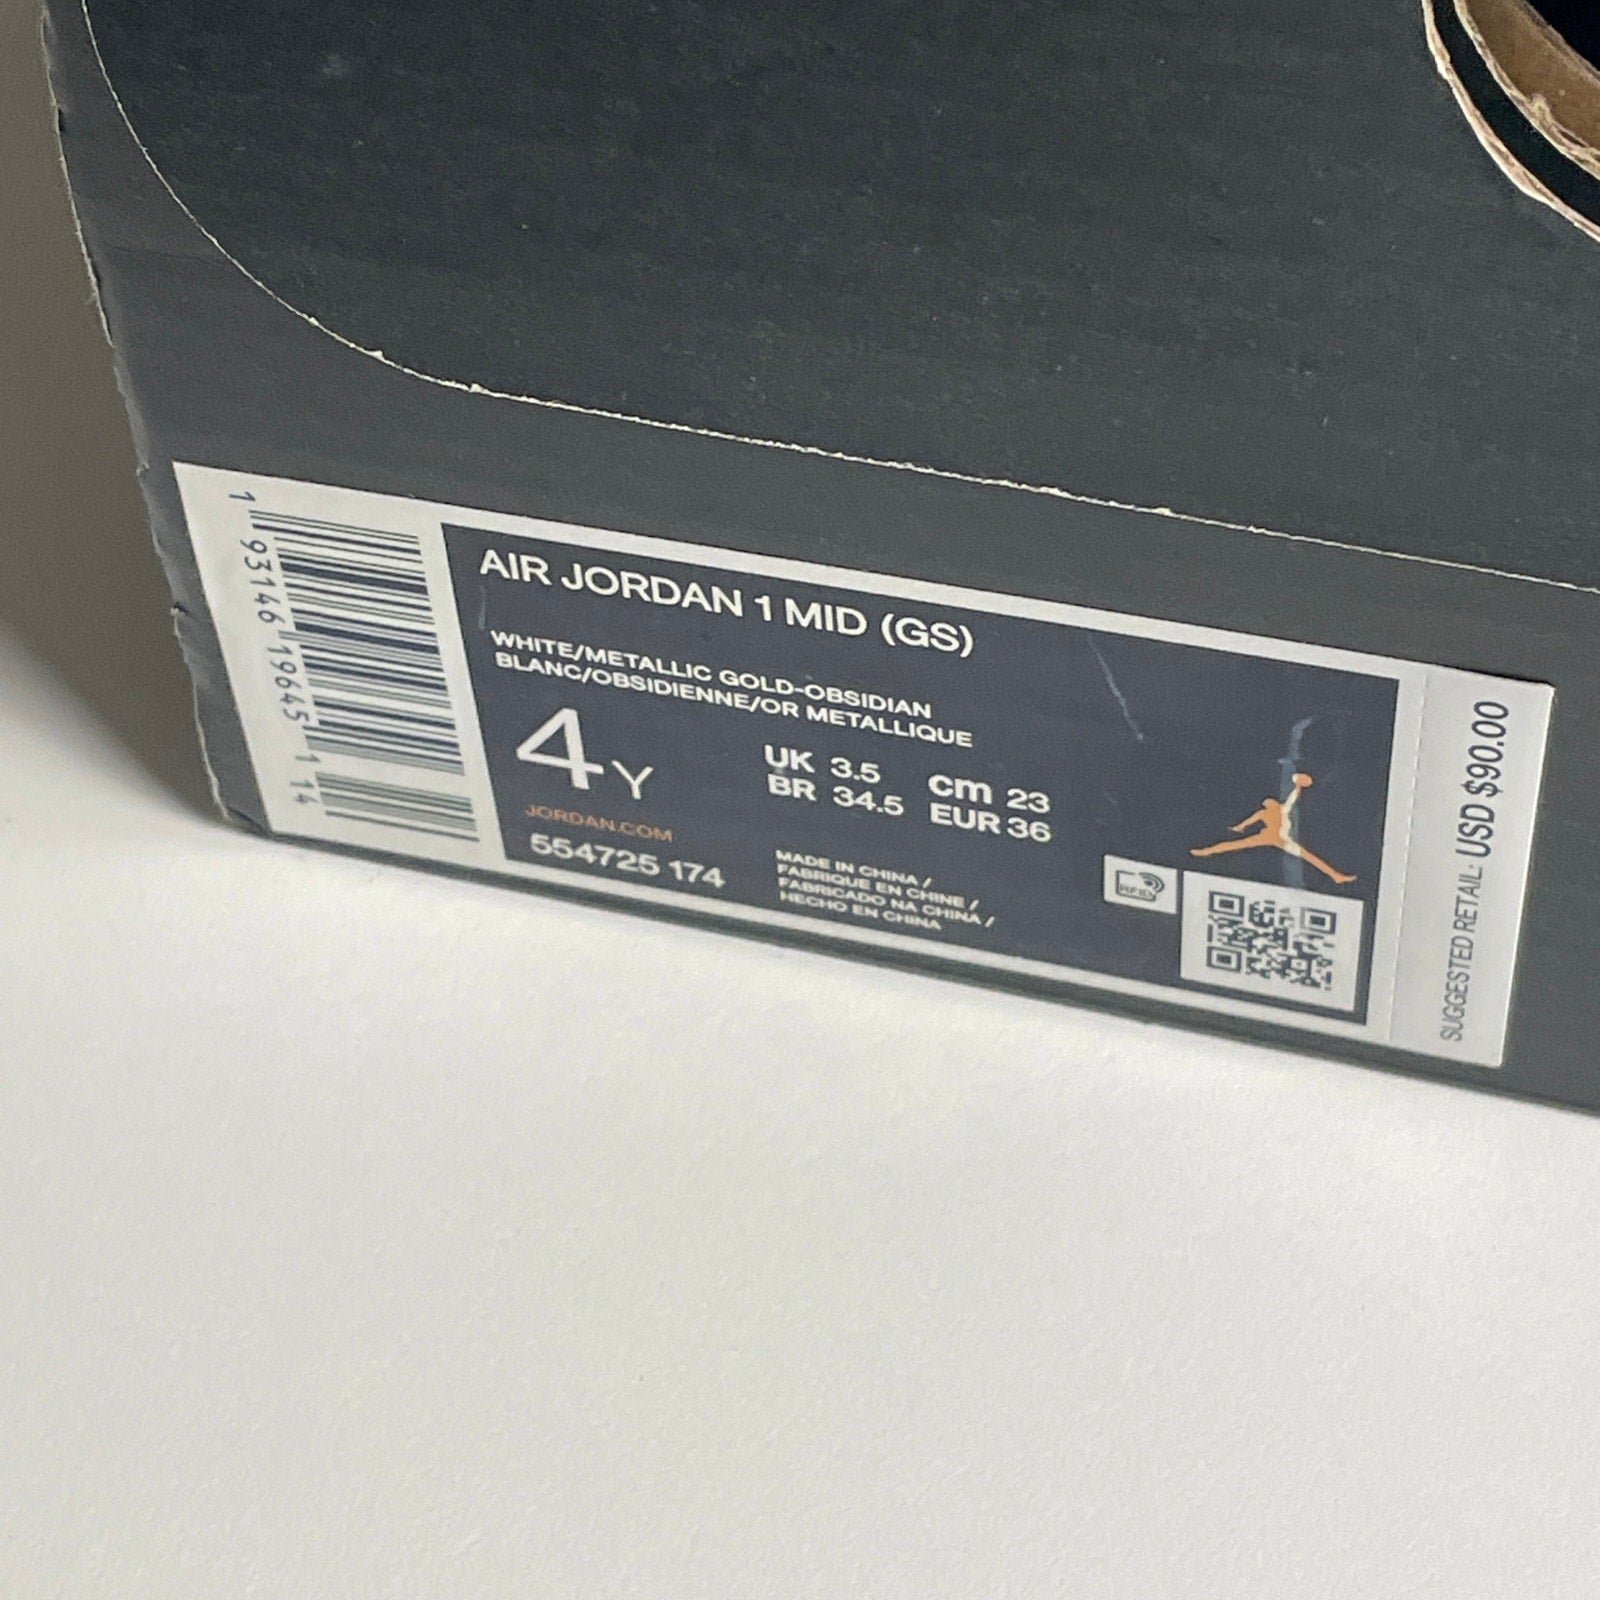 1 93146 19645 1 14
AIR JORDAN 1 MID (GS)
WHITE/METALLIC GOLD-OBSIDIAN
BLANC/OBSIDIENNE/OR METALLIQUE
4Y
UK 3.5 cm 23
BR 34.5 EUR 36
JORDAN.COM
554725 174
MADE IN CHINA /
FABRIQUE EN CHINE /
FABRICADO NA CHINA /
HECHO EN CHINA
RFID
SUGGESTED RETAIL: USD $90.00